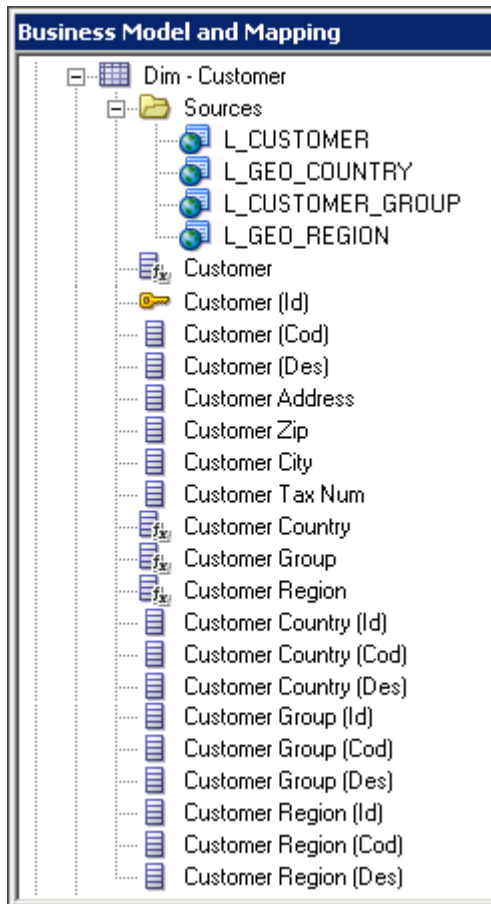 Business Model and Mapping
Dim - Customer
Sources
L_CUSTOMER
L_GEO_COUNTRY
L_CUSTOMER_GROUP
L_GEO_REGION
Customer
Customer (Id)
Customer (Cod)
Customer (Des)
Customer Address
Customer Zip
Customer City
Customer Tax Num
Customer Country
Customer Group
Customer Region
Customer Country (Id)
Customer Country (Cod)
Customer Country (Des)
Customer Group (Id)
Customer Group (Cod)
Customer Group (Des)
Customer Region (Id)
Customer Region (Cod)
Customer Region (Des)